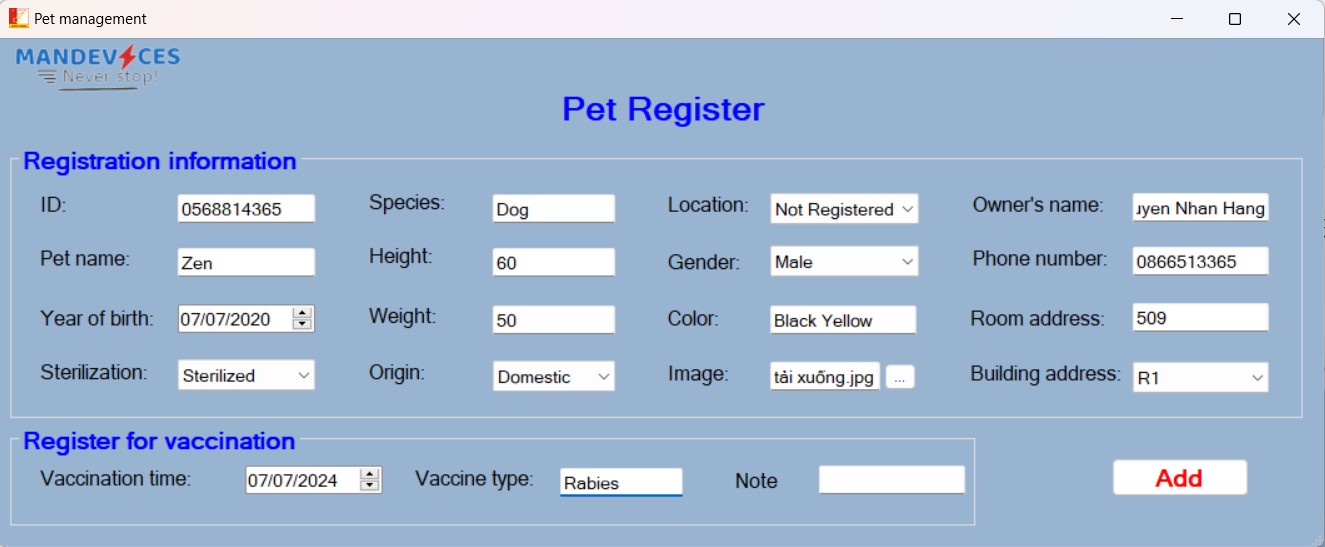 Pet management
MANDEVICES
Never stop!
Pet Register
Registration information
ID: 0568814365 Species: Dog Location: Not Registered Owner's name: uyen Nhan Hang
Pet name: Zen Height: 60 Gender: Male Phone number: 0866513365
Year of birth: 07/07/2020 Weight: 50 Color: Black Yellow Room address: 509
Sterilization: Sterilized Origin: Domestic Image: tải xuống.jpg ... Building address: R1
Register for vaccination
Vaccination time: 07/07/2024 Vaccine type: Rabies Note
Add